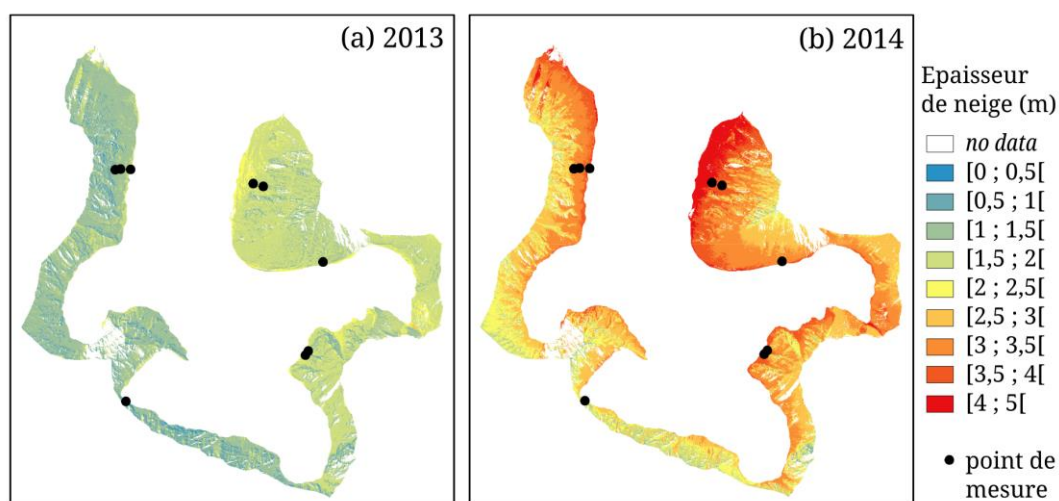 (a) 2013
(b) 2014
Epaisseur
de neige (m)
no data
[0 ; 0,5[
[0,5 ; 1[
[1 ; 1,5[
[1,5 ; 2[
[2 ; 2,5[
[2,5 ; 3[
[3 ; 3,5[
[3,5 ; 4[
[4 ; 5[
point de
mesure